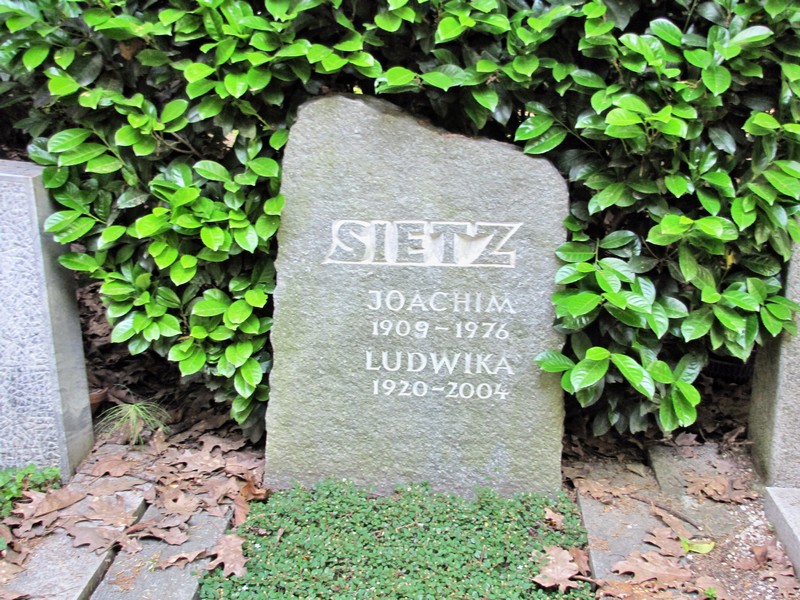 SIETZ
JOACHIM
1909-1976
LUDWIKA
1920-2004